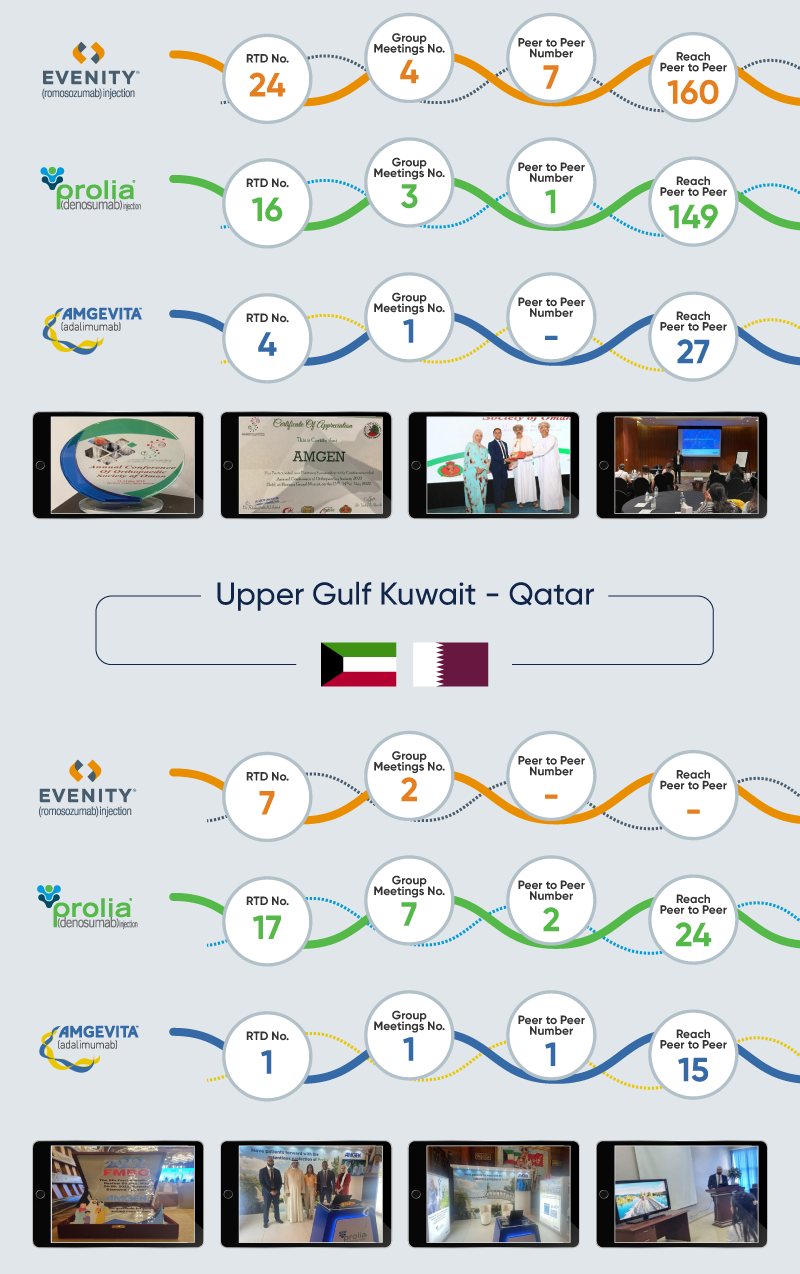 EVENITY®
(romosozumab) injection
RTD No.
24
Group
Meetings No.
4
Peer to Peer
Number
7
Reach
Peer to Peer
160
prolia®
(denosumab) injection
RTD No.
16
Group
Meetings No.
3
Peer to Peer
Number
1
Reach
Peer to Peer
149
AMGEVITA®
(adalimumab)
RTD No.
4
Group
Meetings No.
1
Peer to Peer
Number
-
Reach
Peer to Peer
27
Annual Conference
Of Orthopaedic
Society of Oman
Certificate Of Appreciation
This is Certify that
AMGEN
Society of Oman
Upper Gulf Kuwait - Qatar
EVENITY®
(romosozumab) injection
RTD No.
7
Group
Meetings No.
2
Peer to Peer
Number
-
Reach
Peer to Peer
-
prolia®
(denosumab) injection
RTD No.
17
Group
Meetings No.
7
Peer to Peer
Number
2
Reach
Peer to Peer
24
AMGEVITA®
(adalimumab)
RTD No.
1
Group
Meetings No.
1
Peer to Peer
Number
1
Reach
Peer to Peer
15
Move patients forward with the
AMGEN
prolia